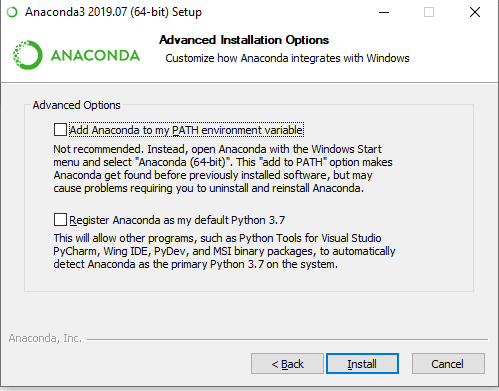 Anaconda3 2019.07 (64-bit) Setup
Advanced Installation Options
Customize how Anaconda integrates with Windows
ANACONDA
Advanced Options
Add Anaconda to my PATH environment variable
Not recommended. Instead, open Anaconda with the Windows Start
menu and select "Anaconda (64-bit)". This "add to PATH" option makes
Anaconda get found before previously installed software, but may
cause problems requiring you to uninstall and reinstall Anaconda.
Register Anaconda as my default Python 3.7
This will allow other programs, such as Python Tools for Visual Studio
PyCharm, Wing IDE, PyDev, and MSI binary packages, to automatically
detect Anaconda as the primary Python 3.7 on the system.
Anaconda, Inc.
< Back Install Cancel